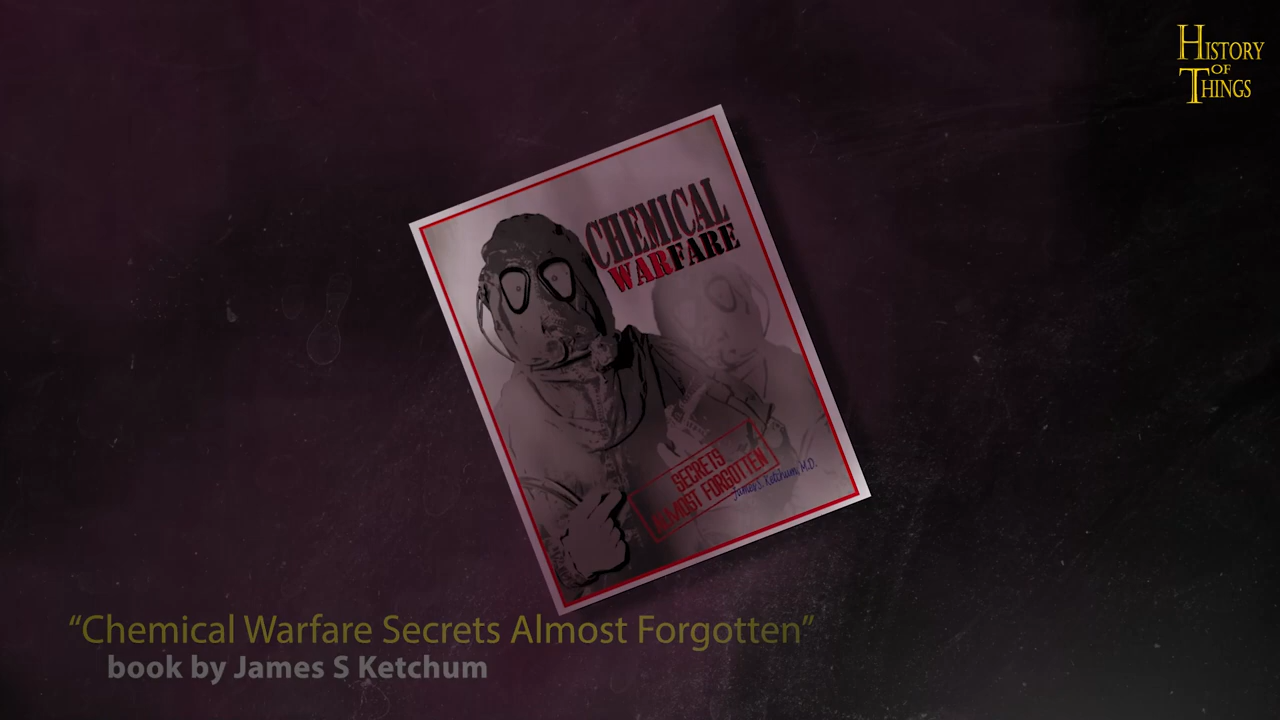 HISTORY
OF
THINGS
CHEMICAL
WARFARE
SECRETS
ALMOST FORGOTTEN
James S. Ketchum, M.D.
“Chemical Warfare Secrets Almost Forgotten”
book by James S Ketchum